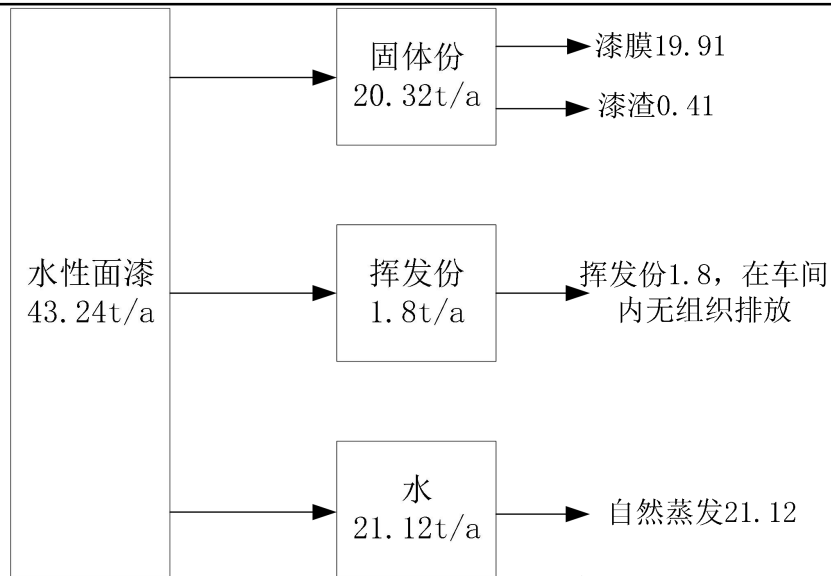 水性面漆
43.24t/a
固体份
20.32t/a
漆膜19.91
漆渣0.41
挥发份
1.8t/a
挥发份1.8，在车间
内无组织排放
水
21.12t/a
自然蒸发21.12